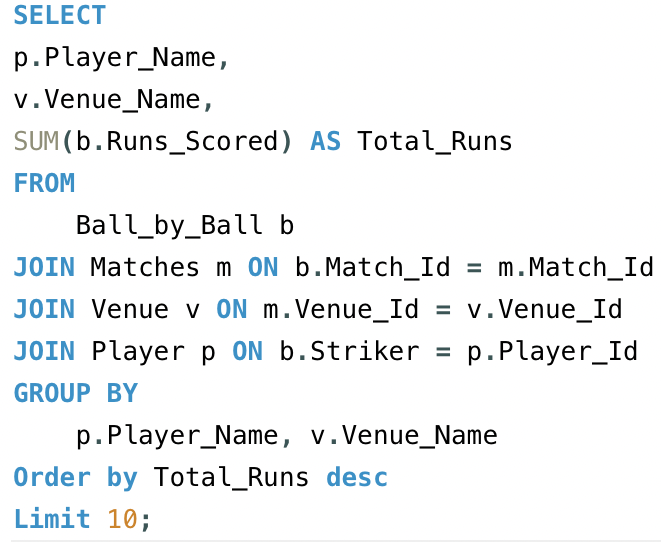 SELECT
p.Player_Name,
v.Venue_Name,
SUM(b.Runs_Scored) AS Total_Runs
FROM
    Ball_by_Ball b
JOIN Matches m ON b.Match_Id = m.Match_Id
JOIN Venue v ON m.Venue_Id = v.Venue_Id
JOIN Player p ON b.Striker = p.Player_Id
GROUP BY
    p.Player_Name, v.Venue_Name
Order by Total_Runs desc
Limit 10;